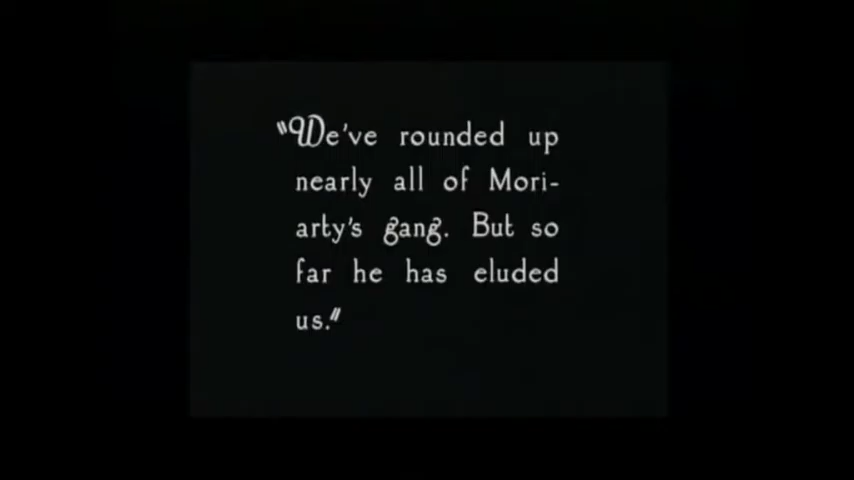 "We've rounded up
nearly all of Mori-
arty's gang. But so
far he has eluded
us."